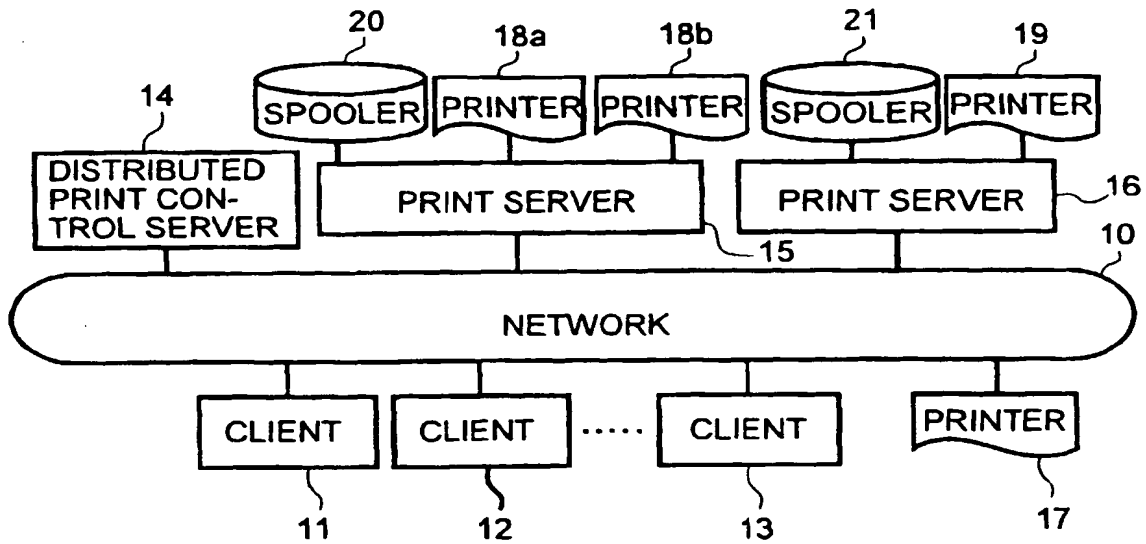 20
18a
18b
21
19
14
SPOOLER
PRINTER
PRINTER
SPOOLER
PRINTER
DISTRIBUTED
PRINT CON-
TROL SERVER
PRINT SERVER
PRINT SERVER
16
15
10
NETWORK
CLIENT
CLIENT
.....
CLIENT
PRINTER
11
12
13
17